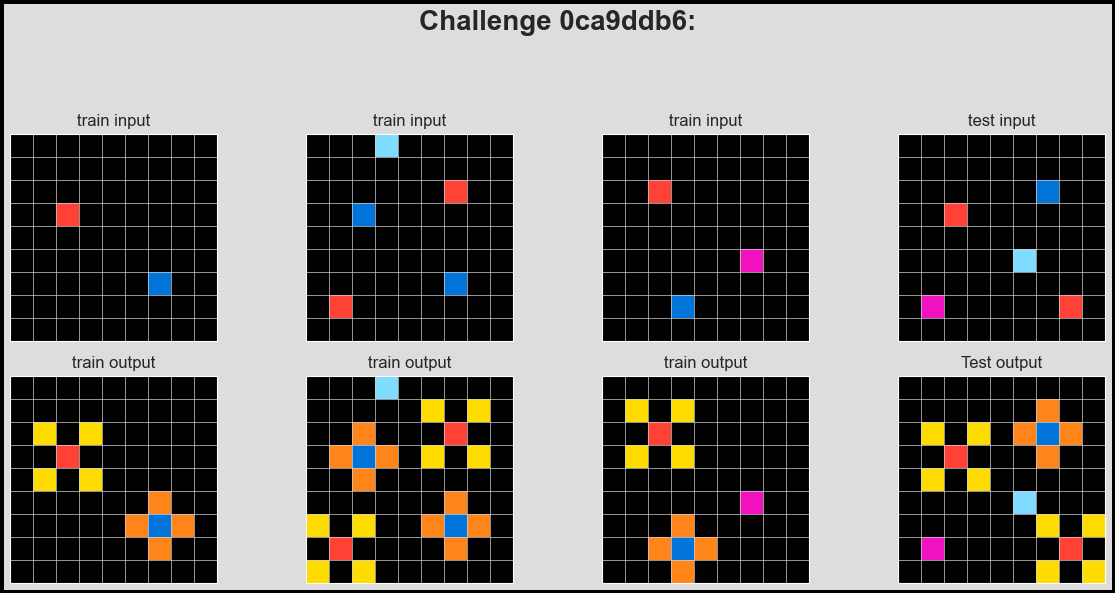 Challenge 0ca9ddb6:
train input
train input
train input
test input
train output
train output
train output
Test output